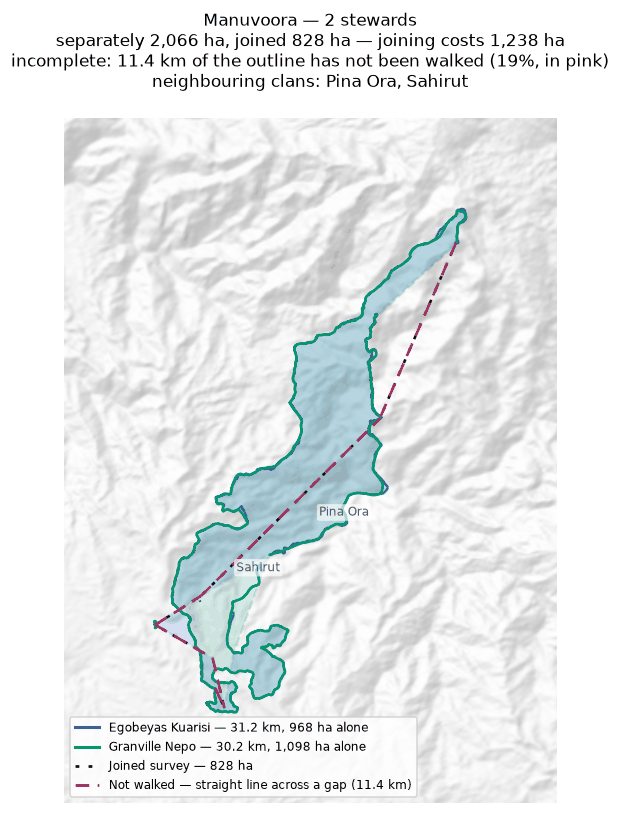 Manuvoora — 2 stewards
separately 2,066 ha, joined 828 ha — joining costs 1,238 ha
incomplete: 11.4 km of the outline has not been walked (19%, in pink)
neighbouring clans: Pina Ora, Sahirut
Pina Ora
Sahirut
Egobeyas Kuarisi — 31.2 km, 968 ha alone
Granville Nepo — 30.2 km, 1,098 ha alone
Joined survey — 828 ha
Not walked — straight line across a gap (11.4 km)